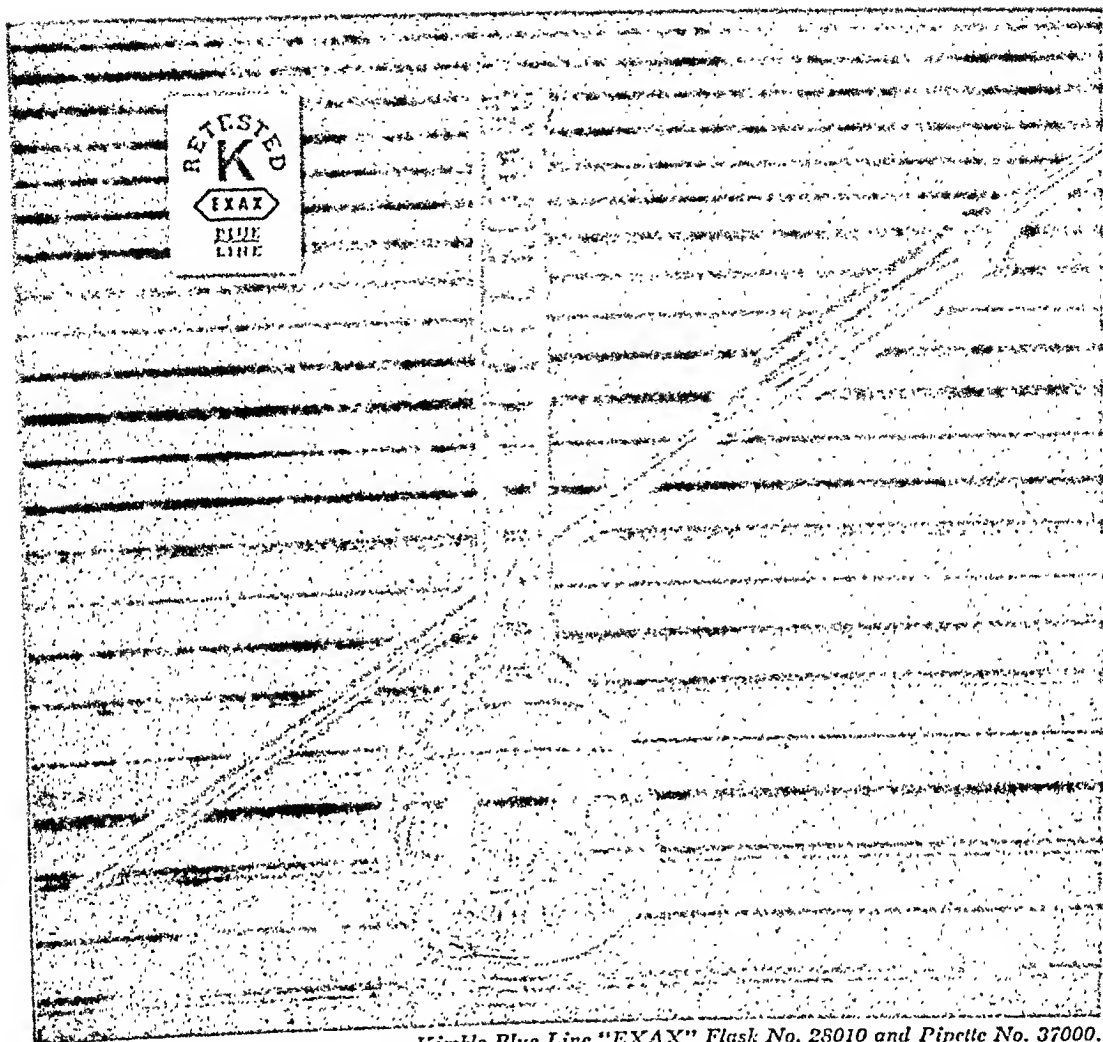 RETESTED
K
EXAX
BLUE
LINE
Kimble Blue Line "EXAX" Flask No. 28010 and Pipette No. 37000.